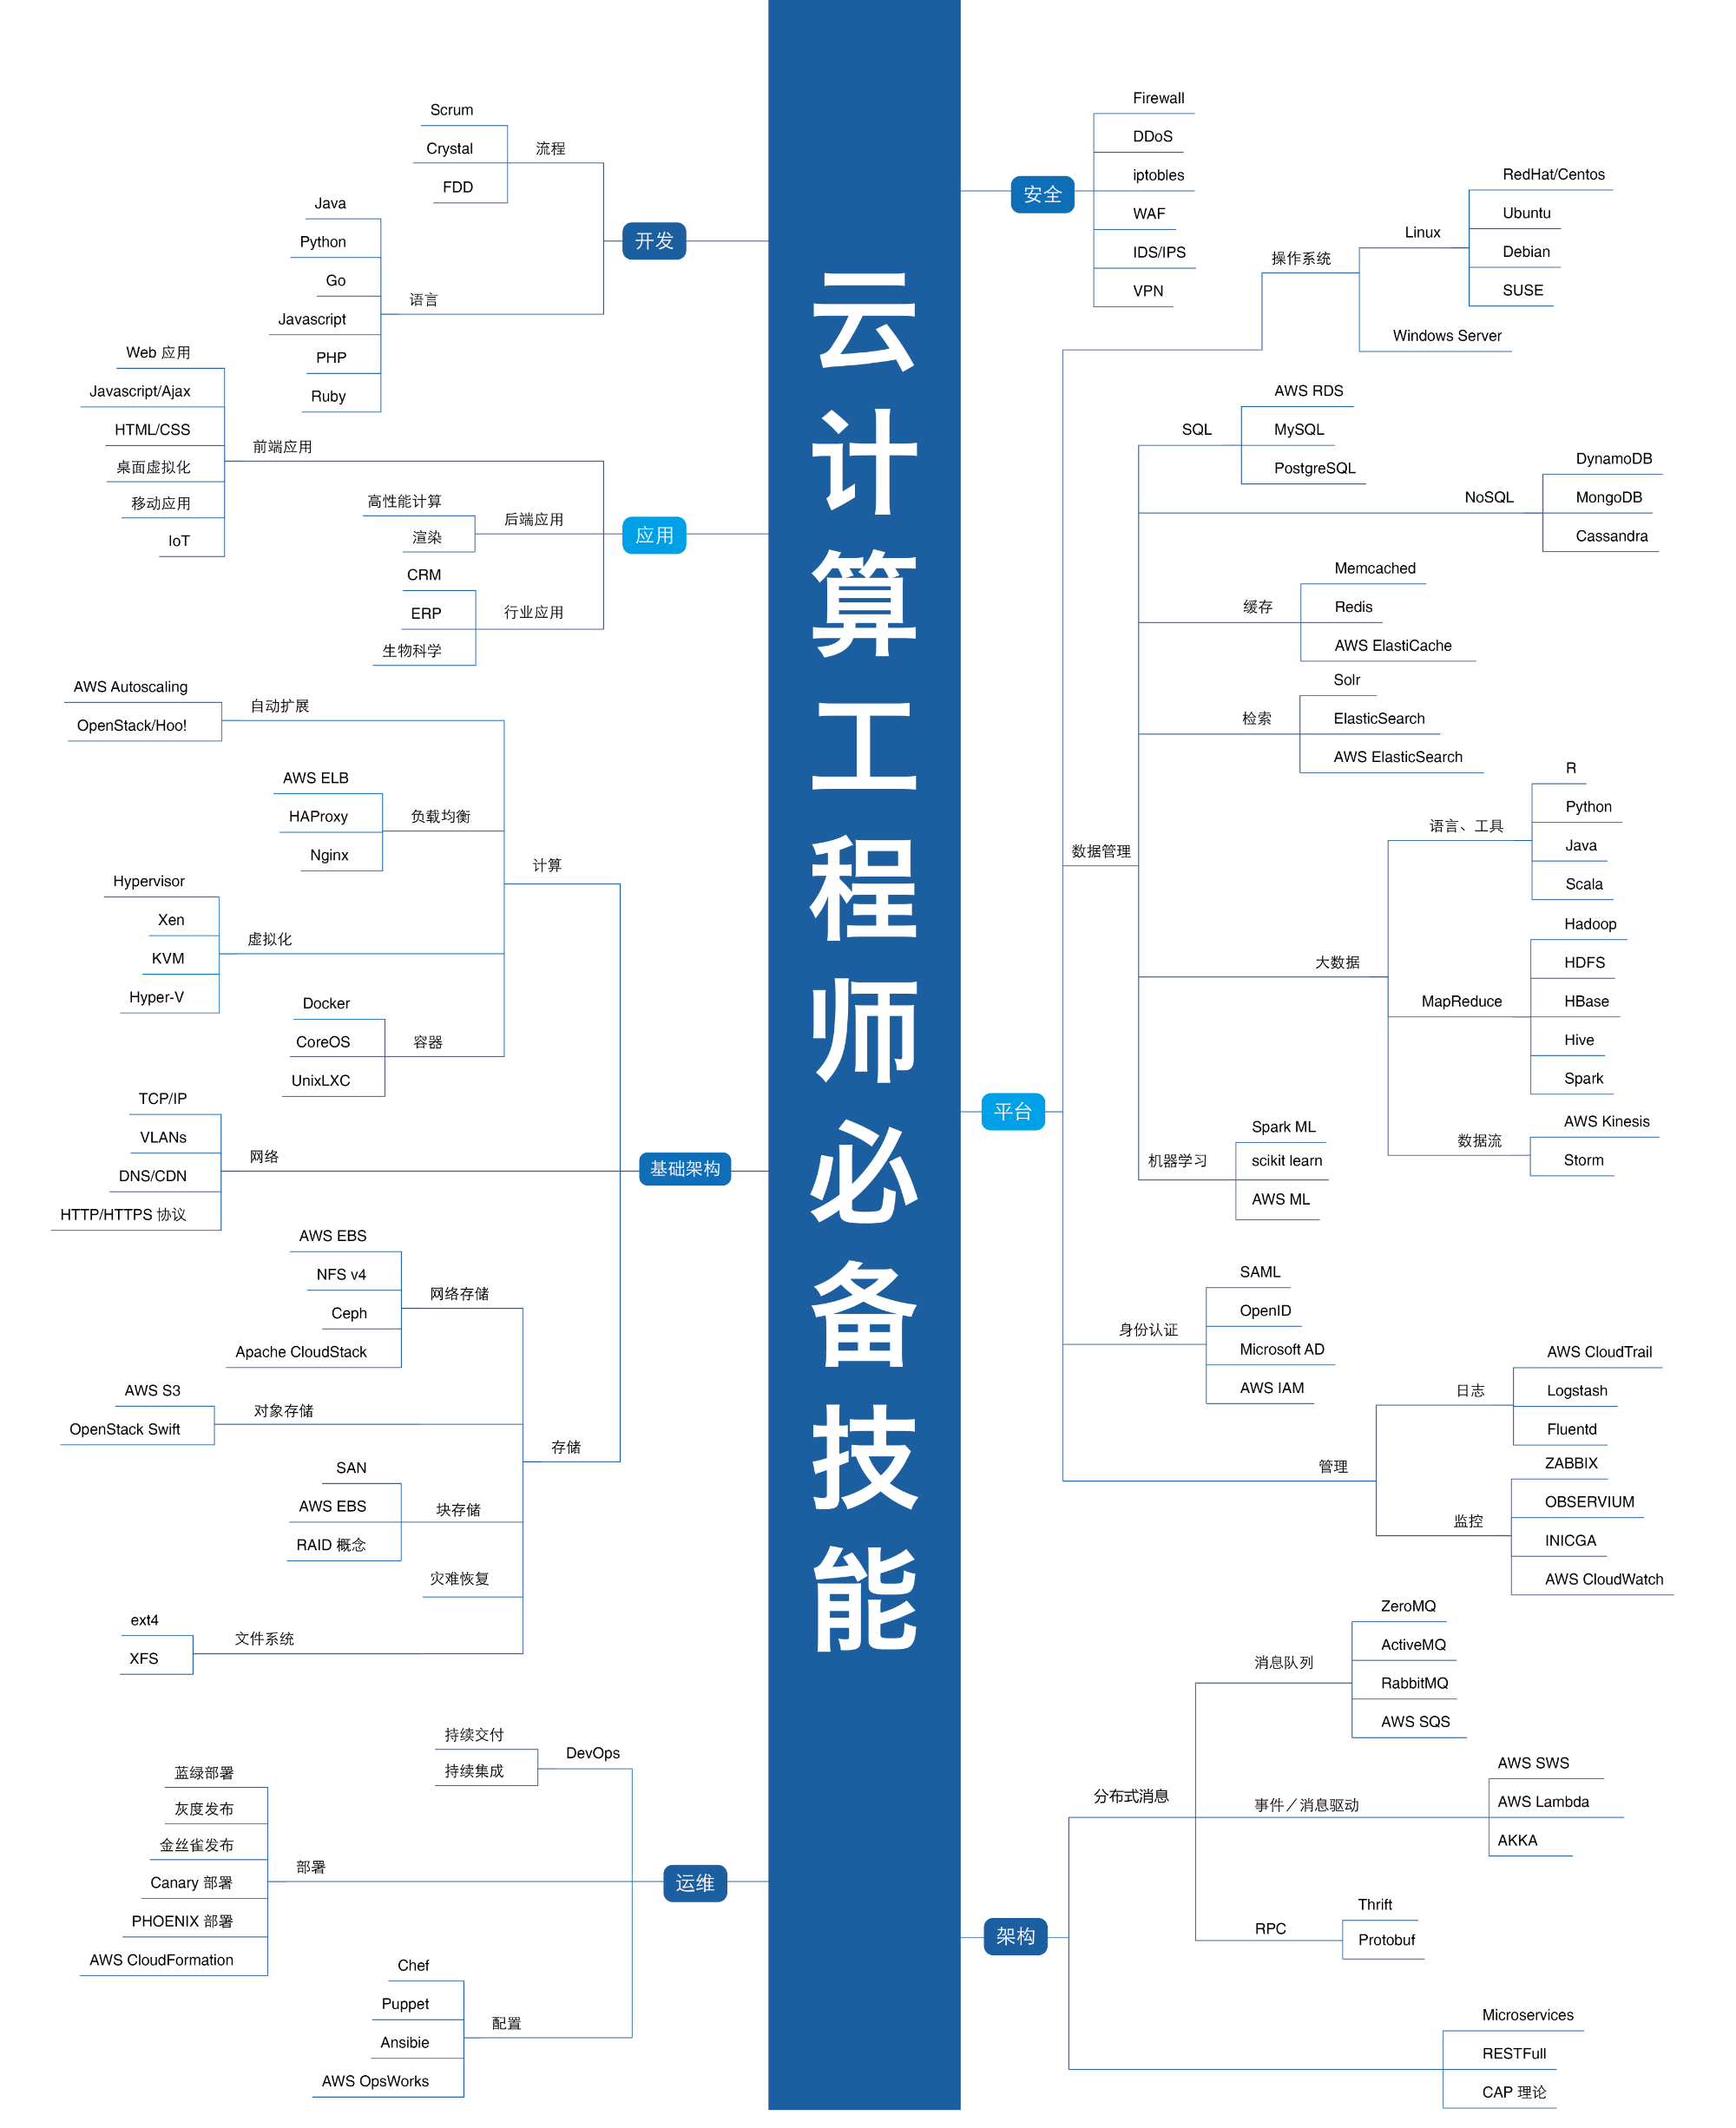 云计算工程师必备技能
开发
流程
Scrum
Crystal
FDD
语言
Java
Python
Go
Javascript
PHP
Ruby
应用
前端应用
Web 应用
Javascript/Ajax
HTML/CSS
桌面虚拟化
移动应用
IoT
后端应用
高性能计算
渲染
行业应用
CRM
ERP
生物科学
基础架构
计算
自动扩展
AWS Autoscaling
OpenStack/Hoo!
负载均衡
AWS ELB
HAProxy
Nginx
虚拟化
Hypervisor
Xen
KVM
Hyper-V
容器
Docker
CoreOS
UnixLXC
网络
TCP/IP
VLANs
DNS/CDN
HTTP/HTTPS 协议
存储
网络存储
AWS EBS
NFS v4
Ceph
Apache CloudStack
对象存储
AWS S3
OpenStack Swift
块存储
SAN
AWS EBS
RAID 概念
灾难恢复
文件系统
ext4
XFS
运维
DevOps
持续交付
持续集成
部署
蓝绿部署
灰度发布
金丝雀发布
Canary 部署
PHOENIX 部署
AWS CloudFormation
配置
Chef
Puppet
Ansibie
AWS OpsWorks
安全
Firewall
DDoS
iptobles
WAF
IDS/IPS
VPN
平台
操作系统
Linux
RedHat/Centos
Ubuntu
Debian
SUSE
Windows Server
数据管理
SQL
AWS RDS
MySQL
PostgreSQL
NoSQL
DynamoDB
MongoDB
Cassandra
缓存
Memcached
Redis
AWS ElastiCache
检索
Solr
ElasticSearch
AWS ElasticSearch
大数据
语言、工具
R
Python
Java
Scala
MapReduce
Hadoop
HDFS
HBase
Hive
Spark
数据流
AWS Kinesis
Storm
机器学习
Spark ML
scikit learn
AWS ML
身份认证
SAML
OpenID
Microsoft AD
AWS IAM
管理
日志
AWS CloudTrail
Logstash
Fluentd
监控
ZABBIX
OBSERVIUM
INICGA
AWS CloudWatch
架构
分布式消息
消息队列
ZeroMQ
ActiveMQ
RabbitMQ
AWS SQS
事件／消息驱动
AWS SWS
AWS Lambda
AKKA
RPC
Thrift
Protobuf
Microservices
RESTFull
CAP 理论